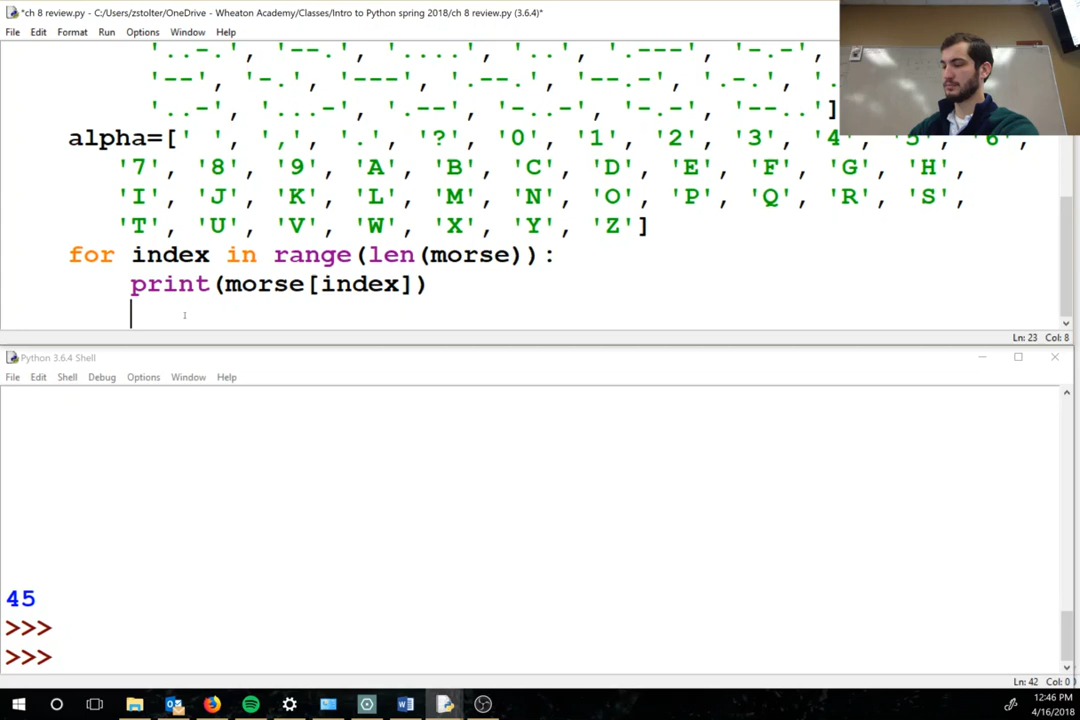 *ch 8 review.py - C:/Users/zstolter/OneDrive - Wheaton Academy/Classes/Intro to Python spring 2018/ch 8 review.py (3.6.4)*
File Edit Format Run Options Window Help
'..-.', '--.', '....', '..', '.---', '-.-',
'--', '-.', '---', '.--.', '--.-', '.-.', '.
'..-', '...-', '.--', '-..-', '-.--', '--..']
alpha=[' ', ',', '.', '?', '0', '1', '2', '3', '4', '5', '6',
'7', '8', '9', 'A', 'B', 'C', 'D', 'E', 'F', 'G', 'H',
'I', 'J', 'K', 'L', 'M', 'N', 'O', 'P', 'Q', 'R', 'S',
'T', 'U', 'V', 'W', 'X', 'Y', 'Z']
for index in range(len(morse)):
print(morse[index])
Ln: 23 Col: 8
Python 3.6.4 Shell
File Edit Shell Debug Options Window Help
45
>>>
>>>
Ln: 42 Col: 0
12:46 PM
4/16/2018